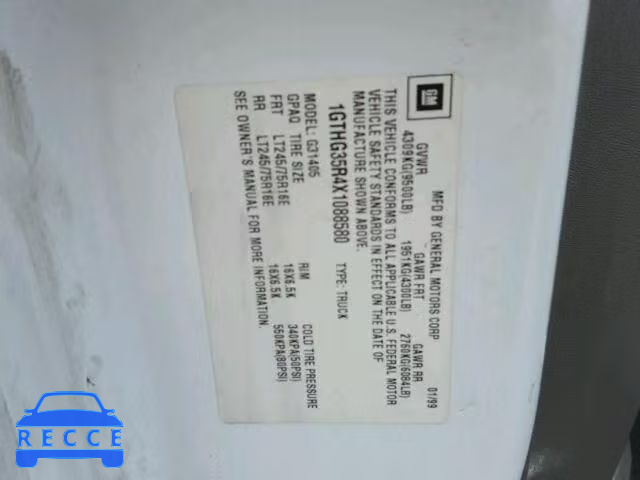 GM
MFD BY GENERAL MOTORS CORP 01/99
GVWR GAWR FRT GAWR RR
4309KG(9500LB) 1951KG(4300LB) 2760KG(6084LB)
THIS VEHICLE CONFORMS TO ALL APPLICABLE U.S. FEDERAL MOTOR
VEHICLE SAFETY STANDARDS IN EFFECT ON THE DATE OF
MANUFACTURE SHOWN ABOVE.
1GTHG35R4X1088580 TYPE: TRUCK
MODEL: G31405
GPAQ TIRE SIZE RIM COLD TIRE PRESSURE
FRT LT245/75R16E 16X6.5K 340KPA(50PSI)
RR LT245/75R16E 16X6.5K 550KPA(80PSI)
SEE OWNER'S MANUAL FOR MORE INFORMATION.
RECCE